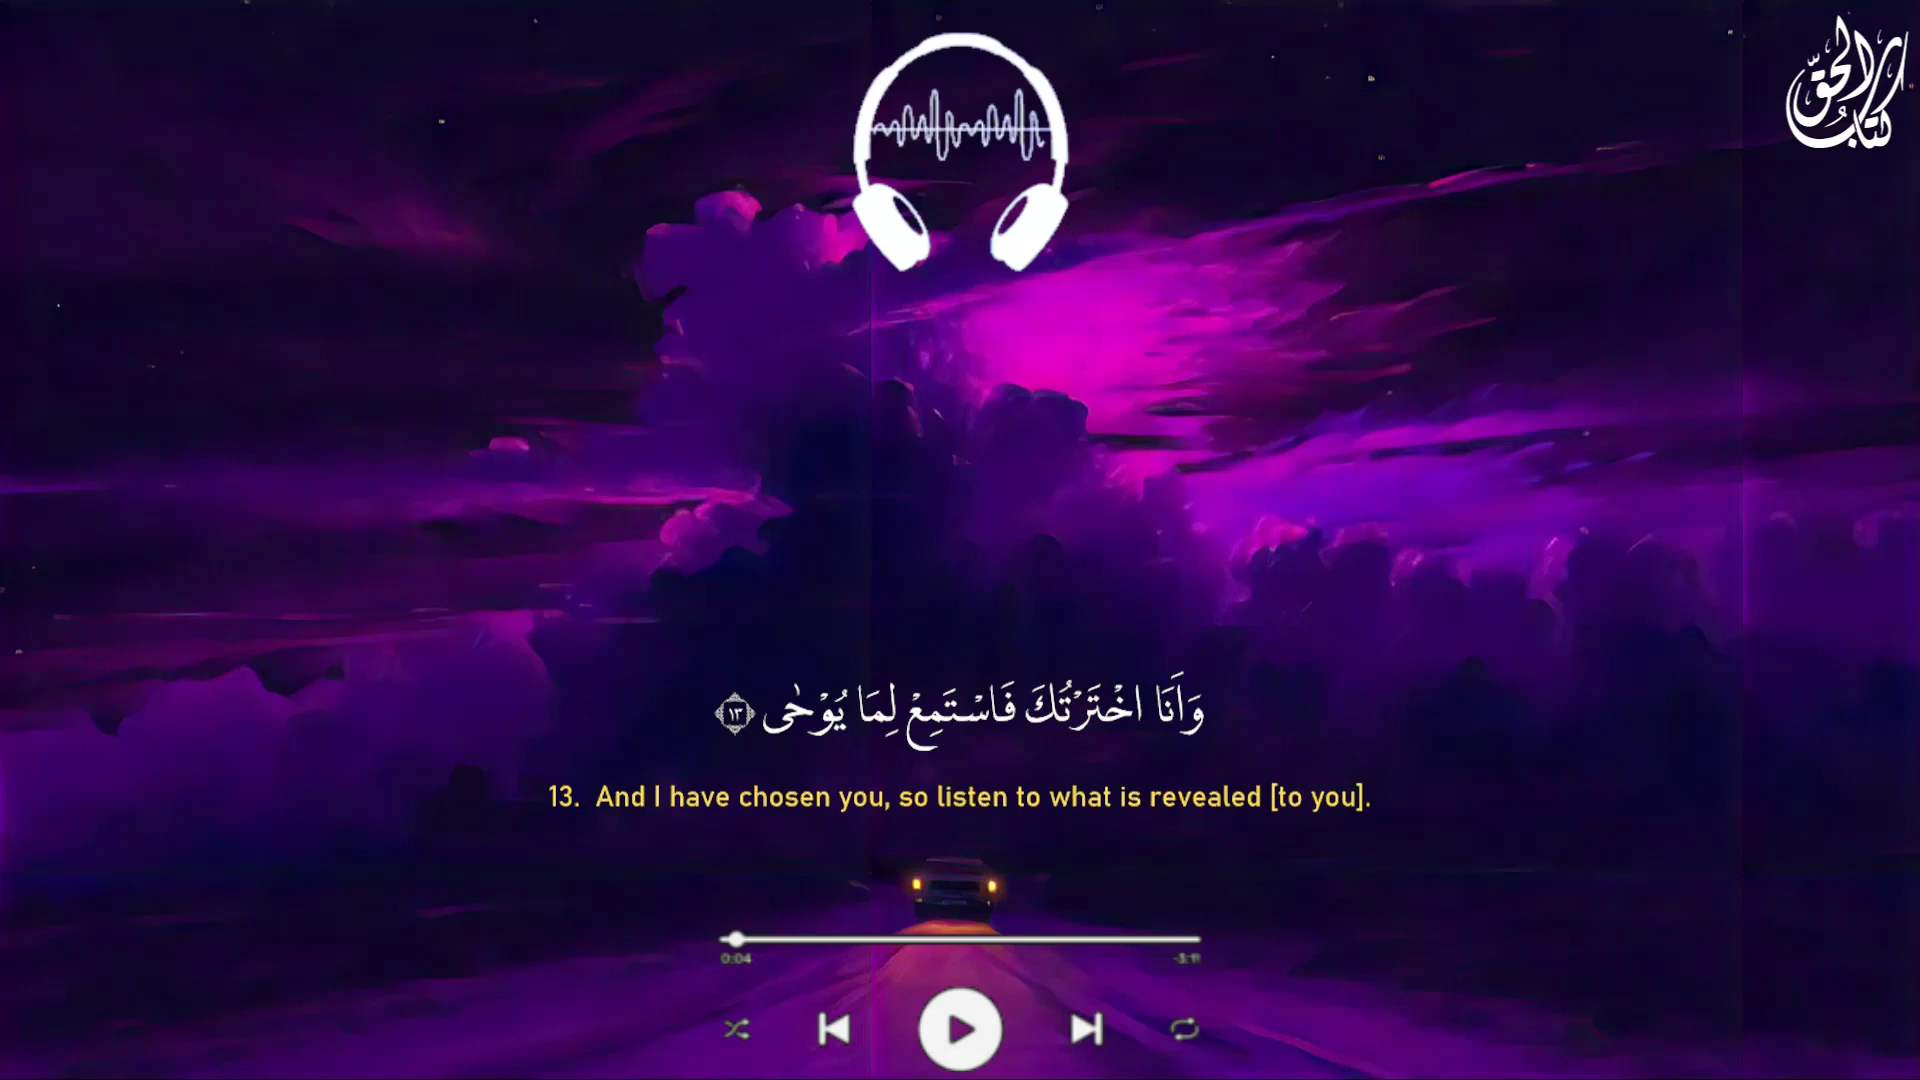 كتاب الحق
وَاَنَا اخْتَرْتُكَ فَاسْتَمِعْ لِمَا يُوْحٰى ١٣
13. And I have chosen you, so listen to what is revealed [to you].
0:04 -3:11